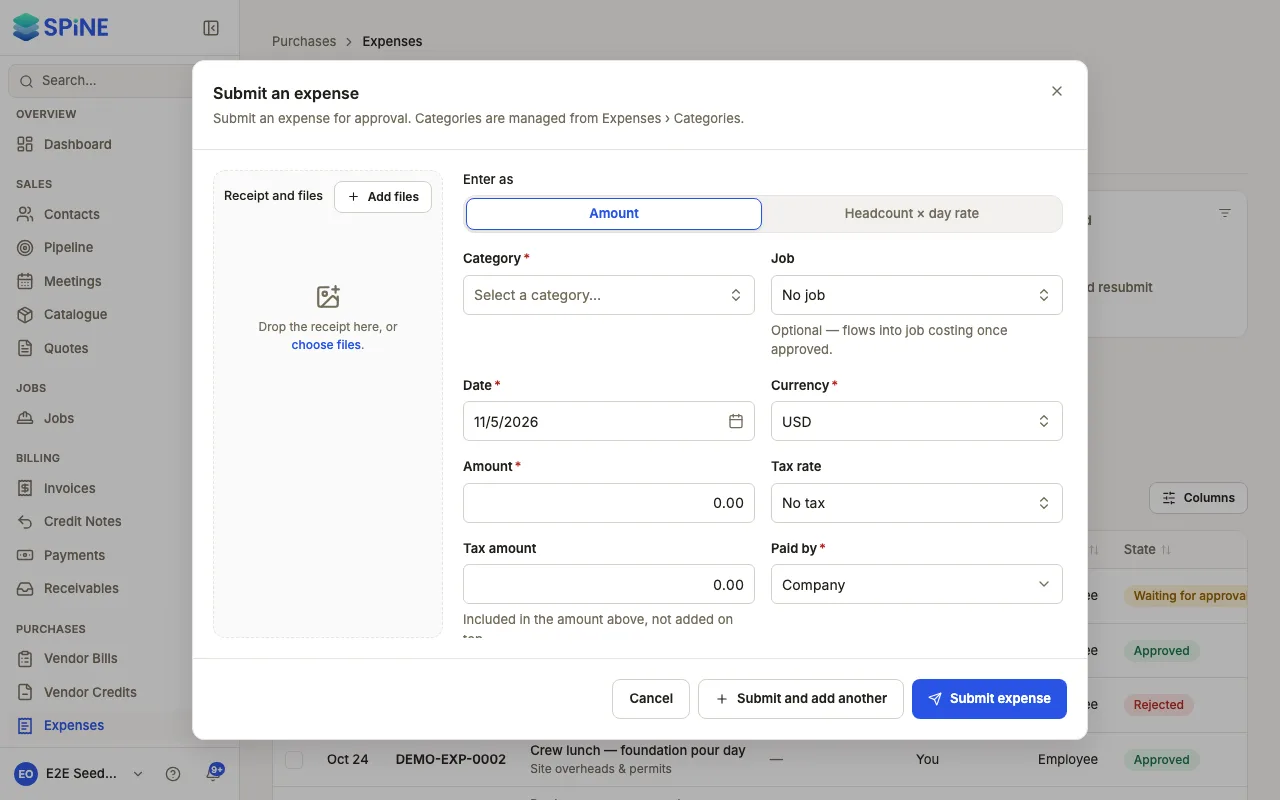 SPiNE
Purchases > Expenses
Search...
OVERVIEW
Dashboard
SALES
Contacts
Pipeline
Meetings
Catalogue
Quotes
JOBS
Jobs
BILLING
Invoices
Credit Notes
Payments
Receivables
PURCHASES
Vendor Bills
Vendor Credits
Expenses
EO E2E Seed...
9+
Submit an expense
Submit an expense for approval. Categories are managed from Expenses › Categories.
Receipt and files
Add files
Drop the receipt here, or
choose files.
Enter as
Amount
Headcount × day rate
Category *
Select a category...
Job
No job
Optional — flows into job costing once
approved.
Date *
11/5/2026
Currency *
USD
Amount *
0.00
Tax rate
No tax
Tax amount
0.00
Included in the amount above, not added on
Paid by *
Company
Cancel
Submit and add another
Submit expense
d resubmit
Columns
State
Waiting for approval
Approved
Rejected
Oct 24 DEMO-EXP-0002 Crew lunch — foundation pour day — You Employee Approved
Site overheads & permits